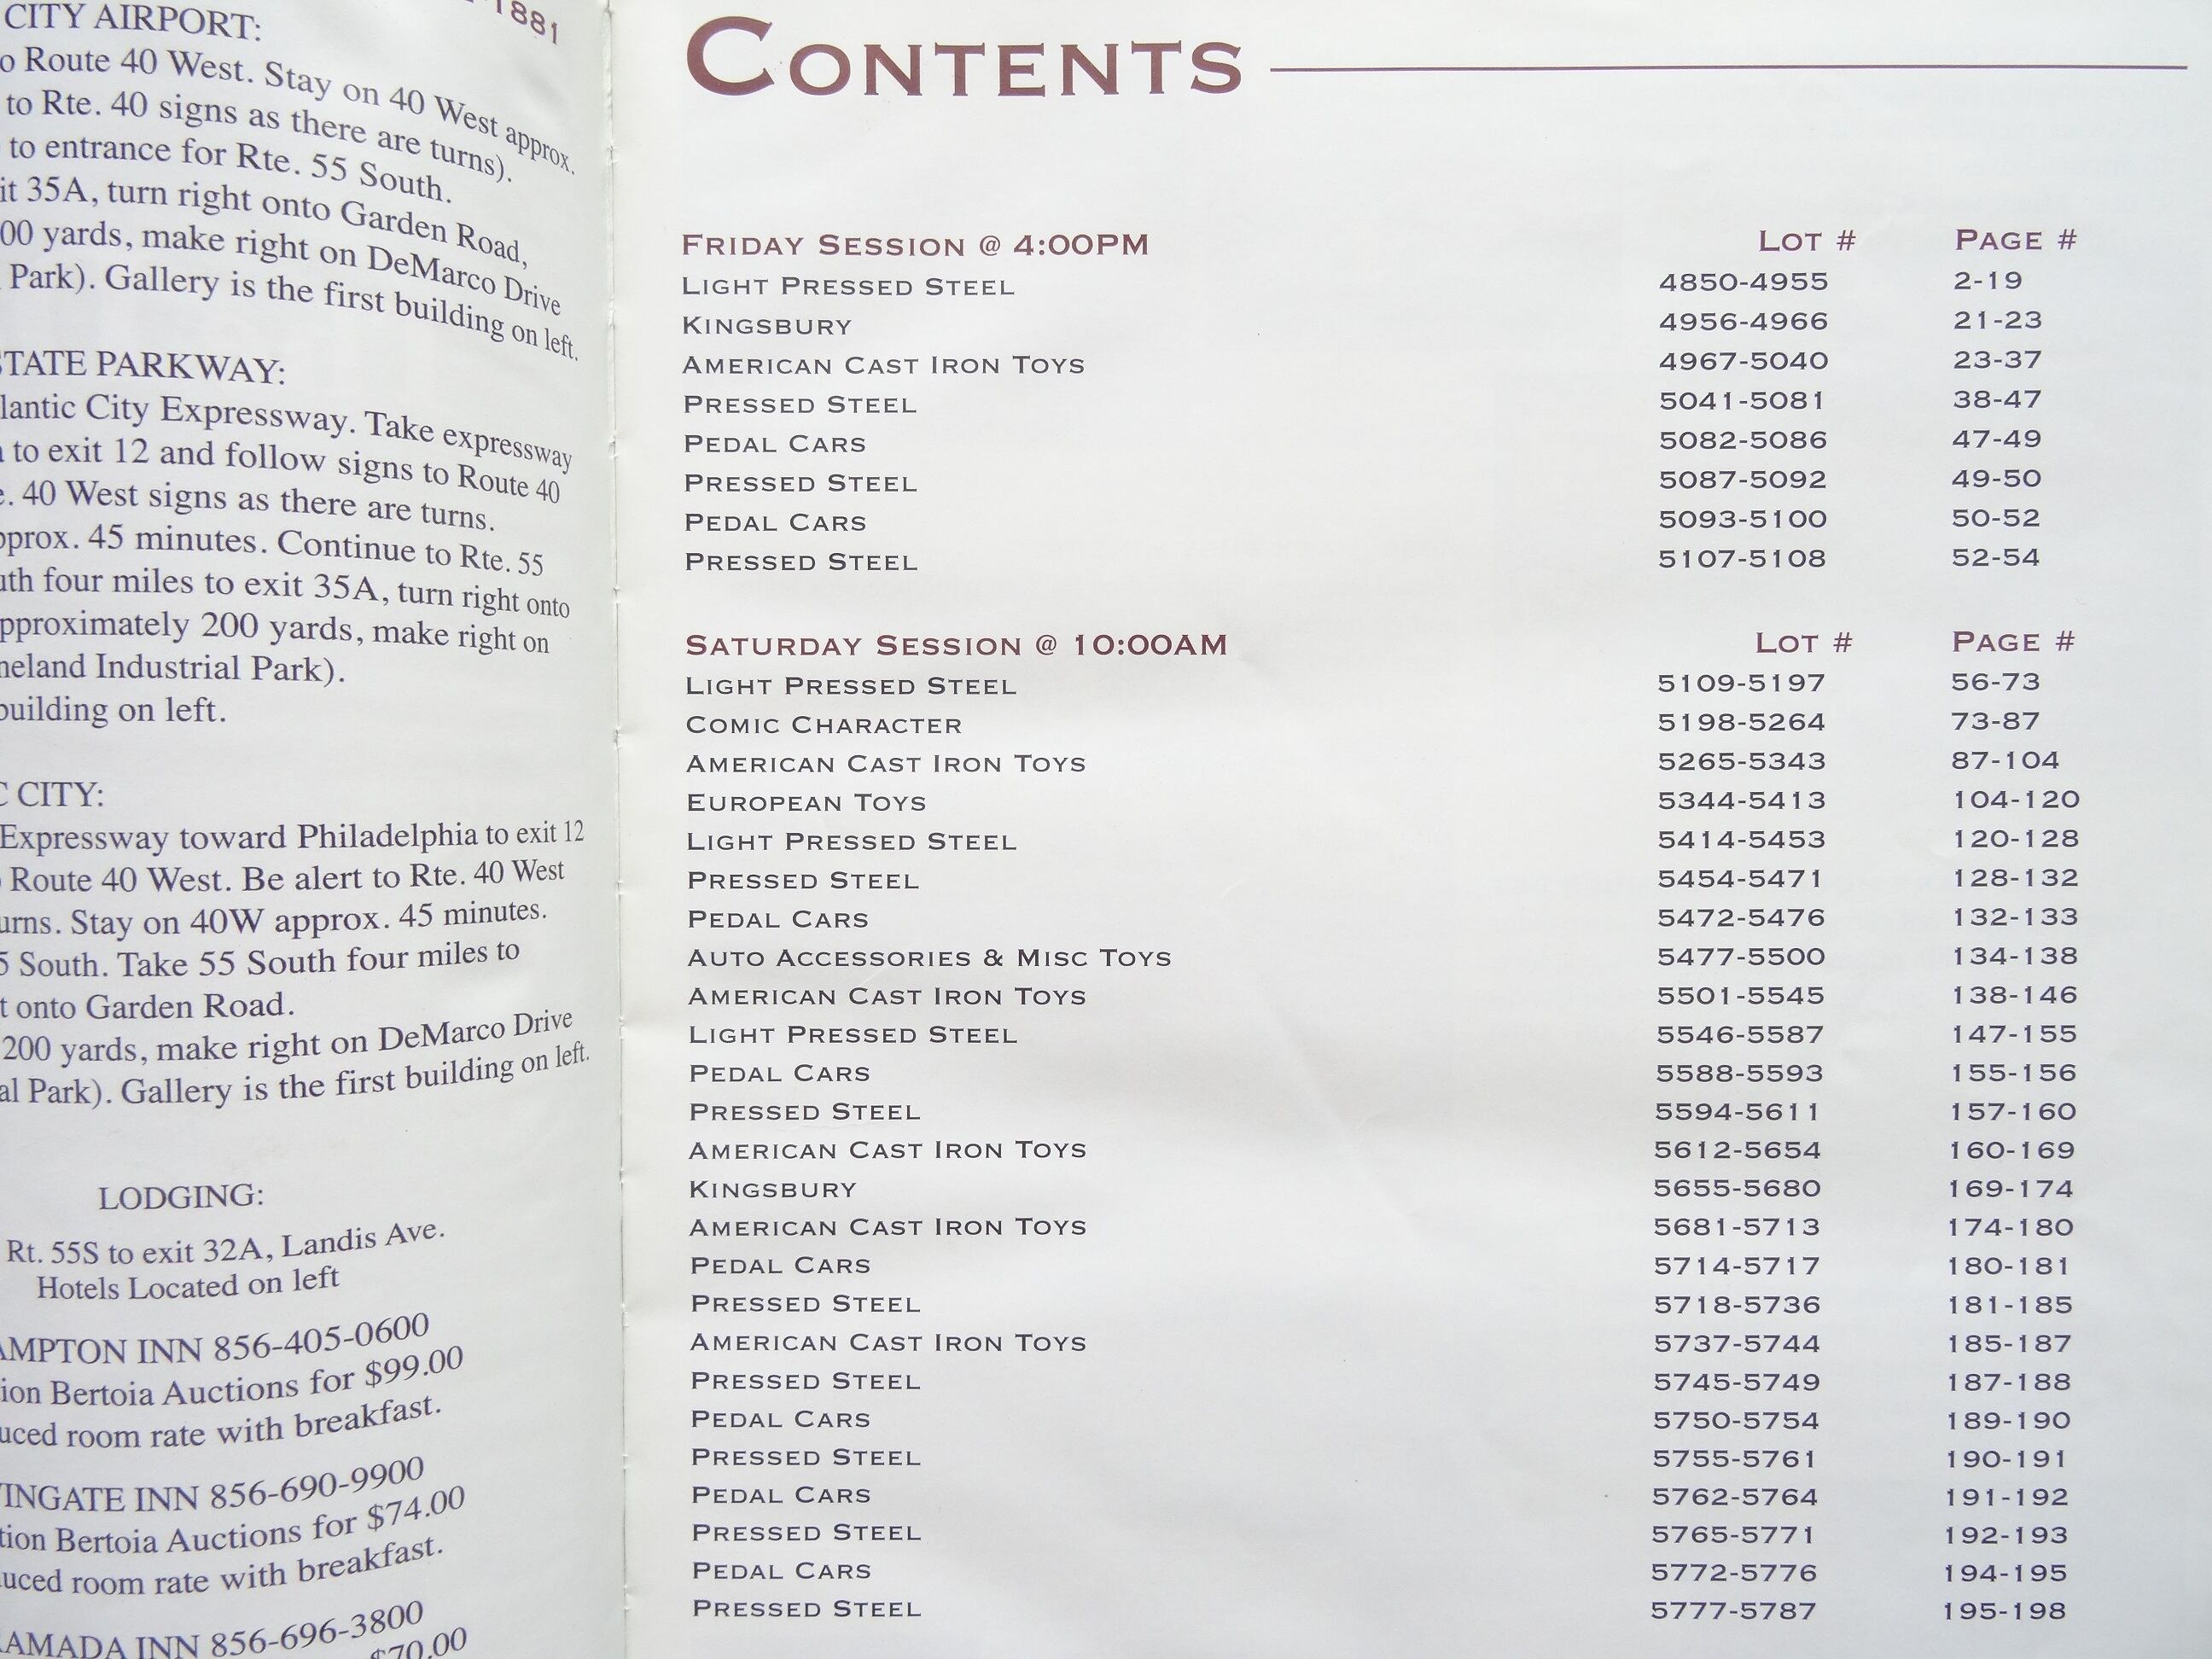 1881
CITY AIRPORT:
o Route 40 West. Stay on 40 West approx.
to Rte. 40 signs as there are turns).
to entrance for Rte. 55 South.
it 35A, turn right onto Garden Road,
00 yards, make right on DeMarco Drive
Park). Gallery is the first building on left.
STATE PARKWAY:
lantic City Expressway. Take expressway
to exit 12 and follow signs to Route 40
e. 40 West signs as there are turns.
pprox. 45 minutes. Continue to Rte. 55
uth four miles to exit 35A, turn right onto
pproximately 200 yards, make right on
neland Industrial Park).
building on left.
C CITY:
Expressway toward Philadelphia to exit 12
Route 40 West. Be alert to Rte. 40 West
urns. Stay on 40W approx. 45 minutes.
5 South. Take 55 South four miles to
t onto Garden Road.
200 yards, make right on DeMarco Drive
al Park). Gallery is the first building on left.
LODGING:
Rt. 55S to exit 32A, Landis Ave.
Hotels Located on left
AMPTON INN 856-405-0600
ion Bertoia Auctions for $99.00
uced room rate with breakfast.
INGATE INN 856-690-9900
tion Bertoia Auctions for $74.00
uced room rate with breakfast.
AMADA INN 856-696-3800
$70.00
CONTENTS
FRIDAY SESSION @ 4:00PM LOT # PAGE #
LIGHT PRESSED STEEL 4850-4955 2-19
KINGSBURY 4956-4966 21-23
AMERICAN CAST IRON TOYS 4967-5040 23-37
PRESSED STEEL 5041-5081 38-47
PEDAL CARS 5082-5086 47-49
PRESSED STEEL 5087-5092 49-50
PEDAL CARS 5093-5100 50-52
PRESSED STEEL 5107-5108 52-54
SATURDAY SESSION @ 10:00AM LOT # PAGE #
LIGHT PRESSED STEEL 5109-5197 56-73
COMIC CHARACTER 5198-5264 73-87
AMERICAN CAST IRON TOYS 5265-5343 87-104
EUROPEAN TOYS 5344-5413 104-120
LIGHT PRESSED STEEL 5414-5453 120-128
PRESSED STEEL 5454-5471 128-132
PEDAL CARS 5472-5476 132-133
AUTO ACCESSORIES & MISC TOYS 5477-5500 134-138
AMERICAN CAST IRON TOYS 5501-5545 138-146
LIGHT PRESSED STEEL 5546-5587 147-155
PEDAL CARS 5588-5593 155-156
PRESSED STEEL 5594-5611 157-160
AMERICAN CAST IRON TOYS 5612-5654 160-169
KINGSBURY 5655-5680 169-174
AMERICAN CAST IRON TOYS 5681-5713 174-180
PEDAL CARS 5714-5717 180-181
PRESSED STEEL 5718-5736 181-185
AMERICAN CAST IRON TOYS 5737-5744 185-187
PRESSED STEEL 5745-5749 187-188
PEDAL CARS 5750-5754 189-190
PRESSED STEEL 5755-5761 190-191
PEDAL CARS 5762-5764 191-192
PRESSED STEEL 5765-5771 192-193
PEDAL CARS 5772-5776 194-195
PRESSED STEEL 5777-5787 195-198